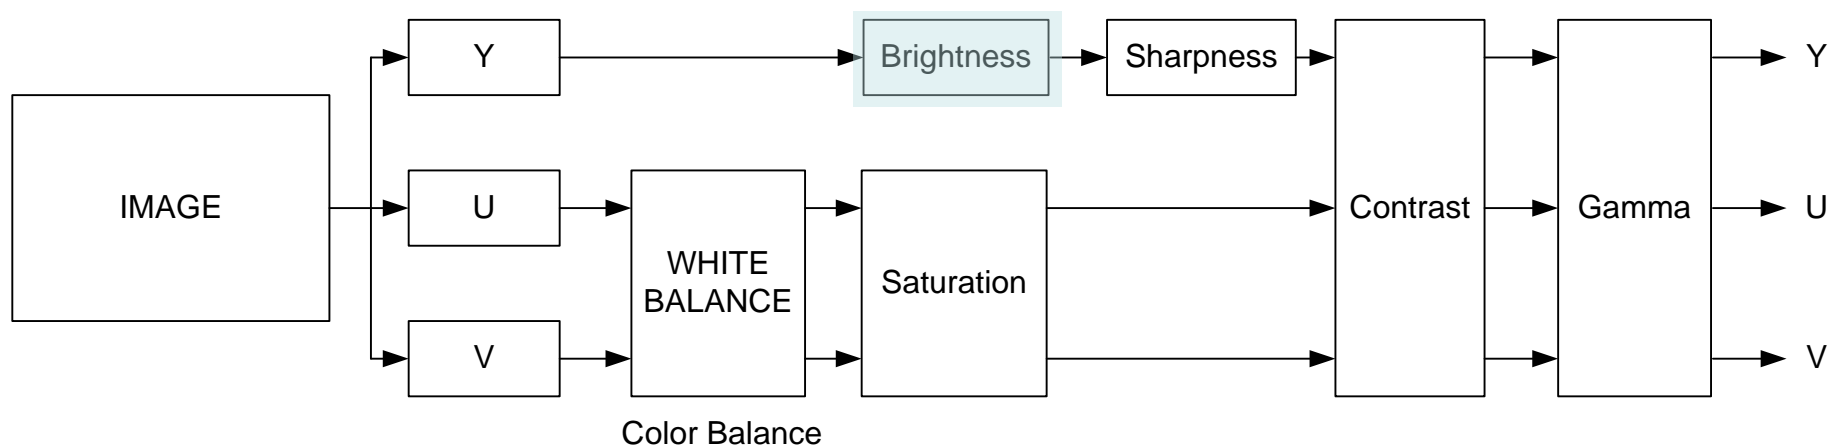 Y
Brightness
Sharpness
Y
IMAGE
U
WHITE
BALANCE
Saturation
Contrast
Gamma
U
V
V
Color Balance